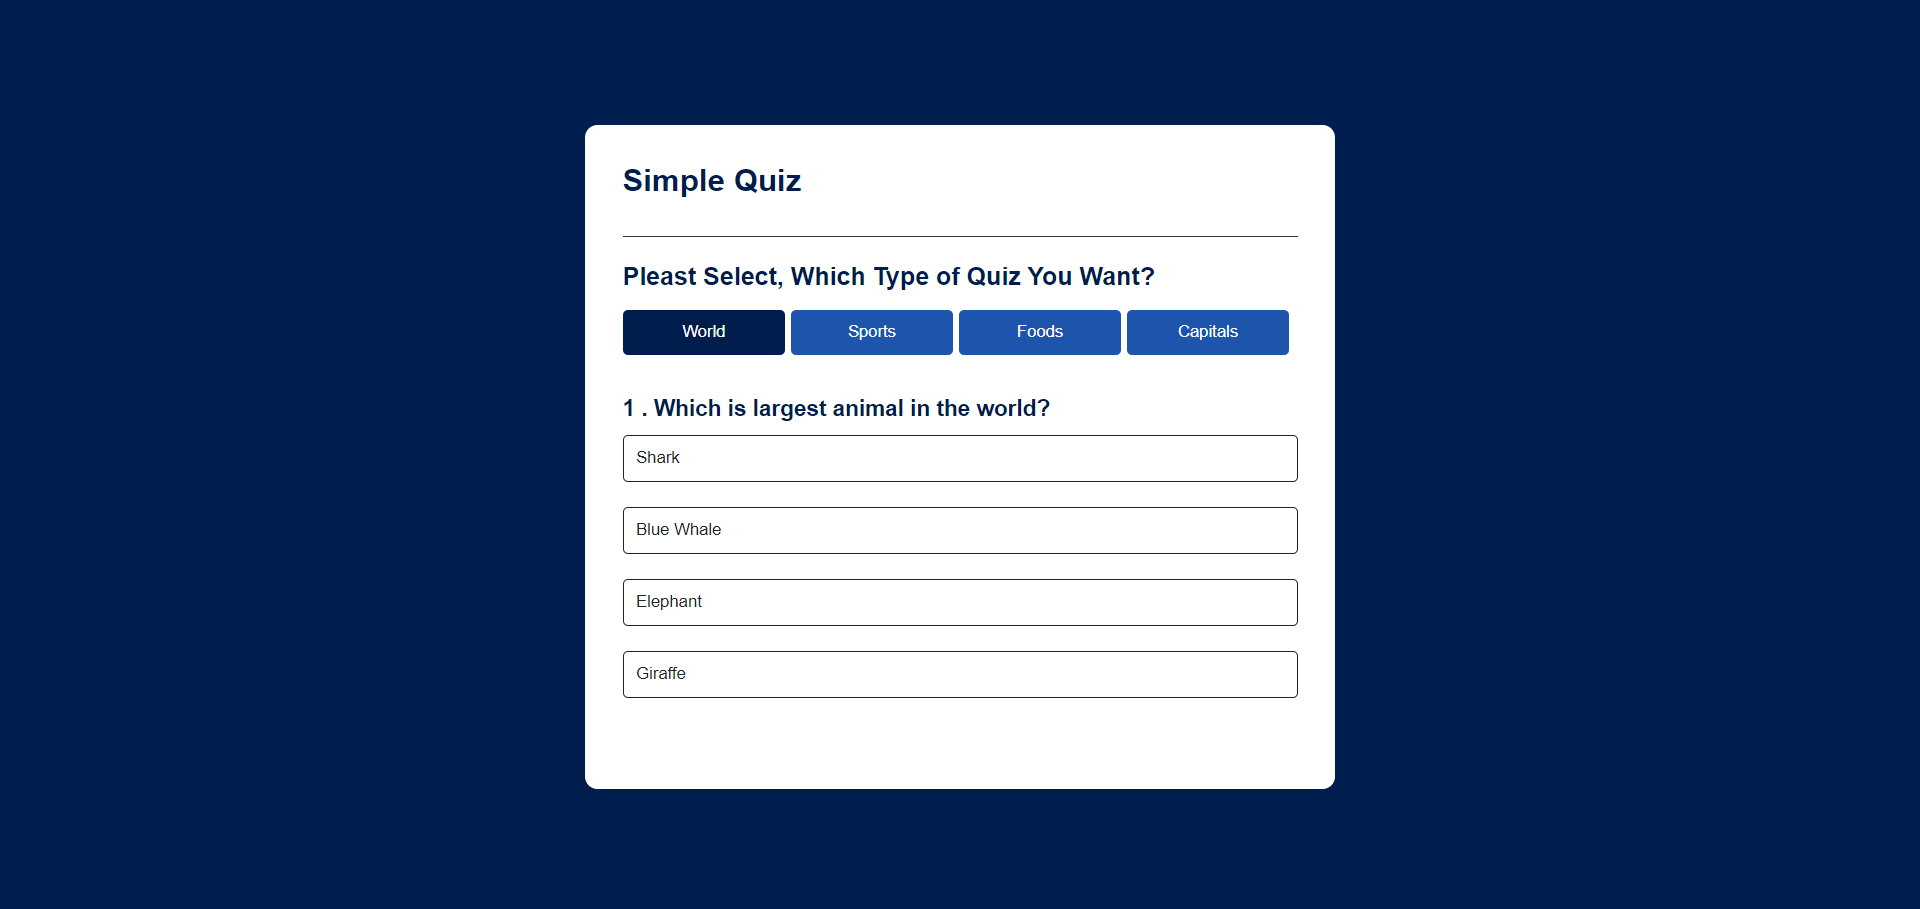 Simple Quiz
Pleast Select, Which Type of Quiz You Want?
World Sports Foods Capitals
1 . Which is largest animal in the world?
Shark
Blue Whale
Elephant
Giraffe